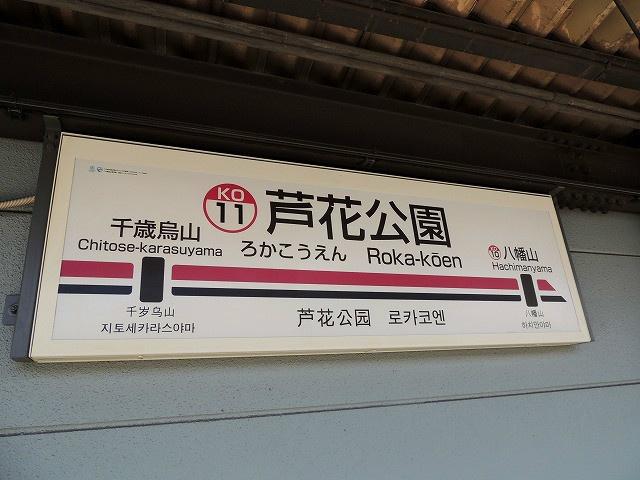 KO
11
芦花公園
ろかこうえん Roka-kōen
千歳烏山
Chitose-karasuyama
KO
10
八幡山
Hachimanyama
千岁乌山
지토세카라스야마
芦花公园 로카코엔
八幡山
하치만야마